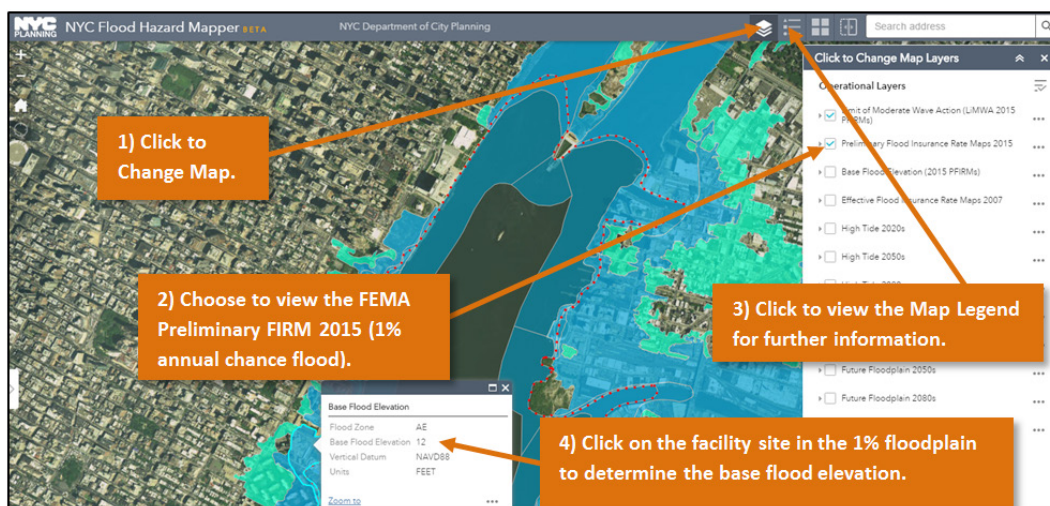 NYC
PLANNING
NYC Flood Hazard Mapper BETA
NYC Department of City Planning
Search address
Click to Change Map Layers
Operational Layers
Limit of Moderate Wave Action (LiMWA 2015
PFIRMs)
Preliminary Flood Insurance Rate Maps 2015
Base Flood Elevation (2015 PFIRMs)
Effective Flood Insurance Rate Maps 2007
High Tide 2020s
High Tide 2050s
Future Floodplain 2050s
Future Floodplain 2080s
1) Click to
Change Map.
2) Choose to view the FEMA
Preliminary FIRM 2015 (1%
annual chance flood).
3) Click to view the Map Legend
for further information.
4) Click on the facility site in the 1% floodplain
to determine the base flood elevation.
Base Flood Elevation
Flood Zone AE
Base Flood Elevation 12
Vertical Datum NAVD88
Units FEET
Zoom to